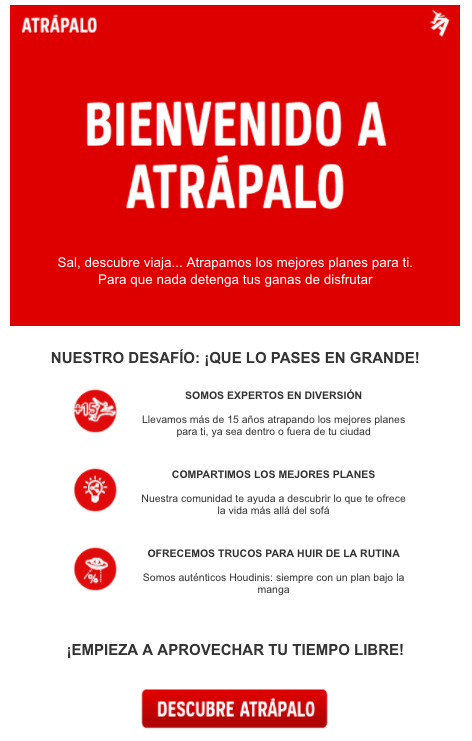 ATRÁPALO
BIENVENIDO A
ATRÁPALO
Sal, descubre viaja... Atrapamos los mejores planes para ti.
Para que nada detenga tus ganas de disfrutar
NUESTRO DESAFÍO: ¡QUE LO PASES EN GRANDE!
+15
SOMOS EXPERTOS EN DIVERSIÓN
Llevamos más de 15 años atrapando los mejores planes
para ti, ya sea dentro o fuera de tu ciudad
COMPARTIMOS LOS MEJORES PLANES
Nuestra comunidad te ayuda a descubrir lo que te ofrece
la vida más allá del sofá
%
OFRECEMOS TRUCOS PARA HUIR DE LA RUTINA
Somos auténticos Houdinis: siempre con un plan bajo la
manga
¡EMPIEZA A APROVECHAR TU TIEMPO LIBRE!
DESCUBRE ATRÁPALO